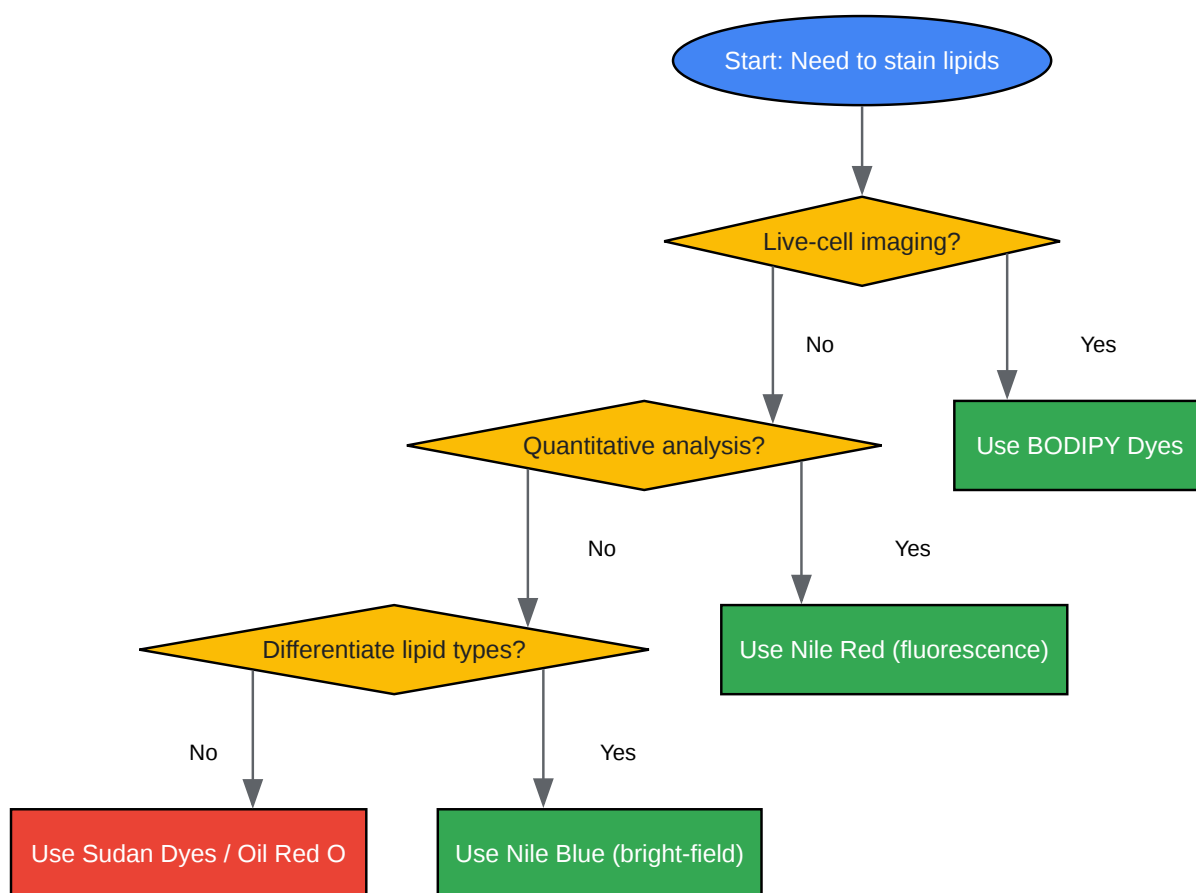 Start: Need to stain lipids
Live-cell imaging?
No
Yes
Quantitative analysis?
Use BODIPY Dyes
No
Yes
Differentiate lipid types?
Use Nile Red (fluorescence)
No
Yes
Use Sudan Dyes / Oil Red O
Use Nile Blue (bright-field)